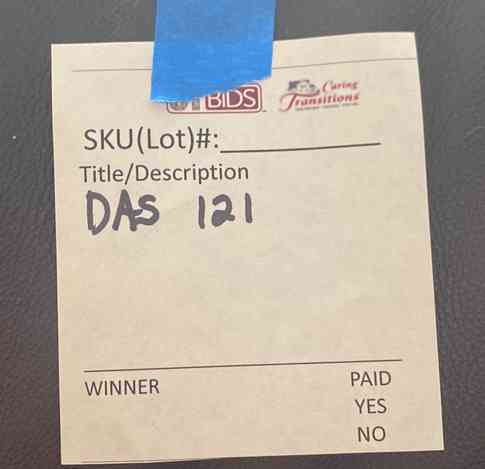 BIDS
Caring
Transitions
SKU(Lot)#:
Title/Description
DAS 121
WINNER
PAID
YES
NO